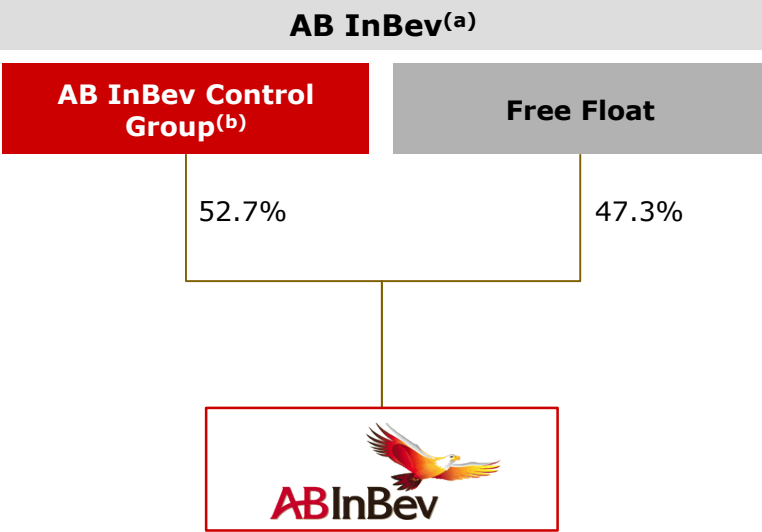 AB InBev(a)
AB InBev Control
Group(b)
Free Float
52.7%
47.3%
ABInBev